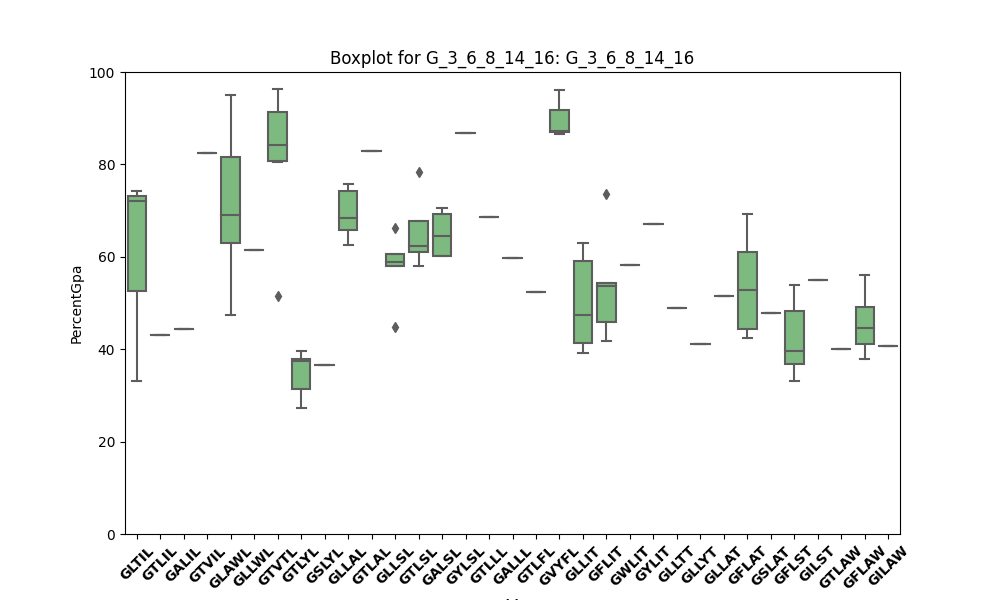 Boxplot for G_3_6_8_14_16: G_3_6_8_14_16
100
80
60
40
20
0
PercentGpa
GLTIL
GTLIL
GALIL
GTVIL
GLAWL
GLLWL
GTVTL
GTLYL
GSLYL
GLLAL
GTLAL
GLLSL
GTLSL
GALSL
GYLSL
GTLLL
GALLL
GTLFL
GVYFL
GLLIT
GFLIT
GWLIT
GYLIT
GLLTT
GLLYT
GLLAT
GFLAT
GSLAT
GFLST
GILST
GTLAW
GFLAW
GILAW